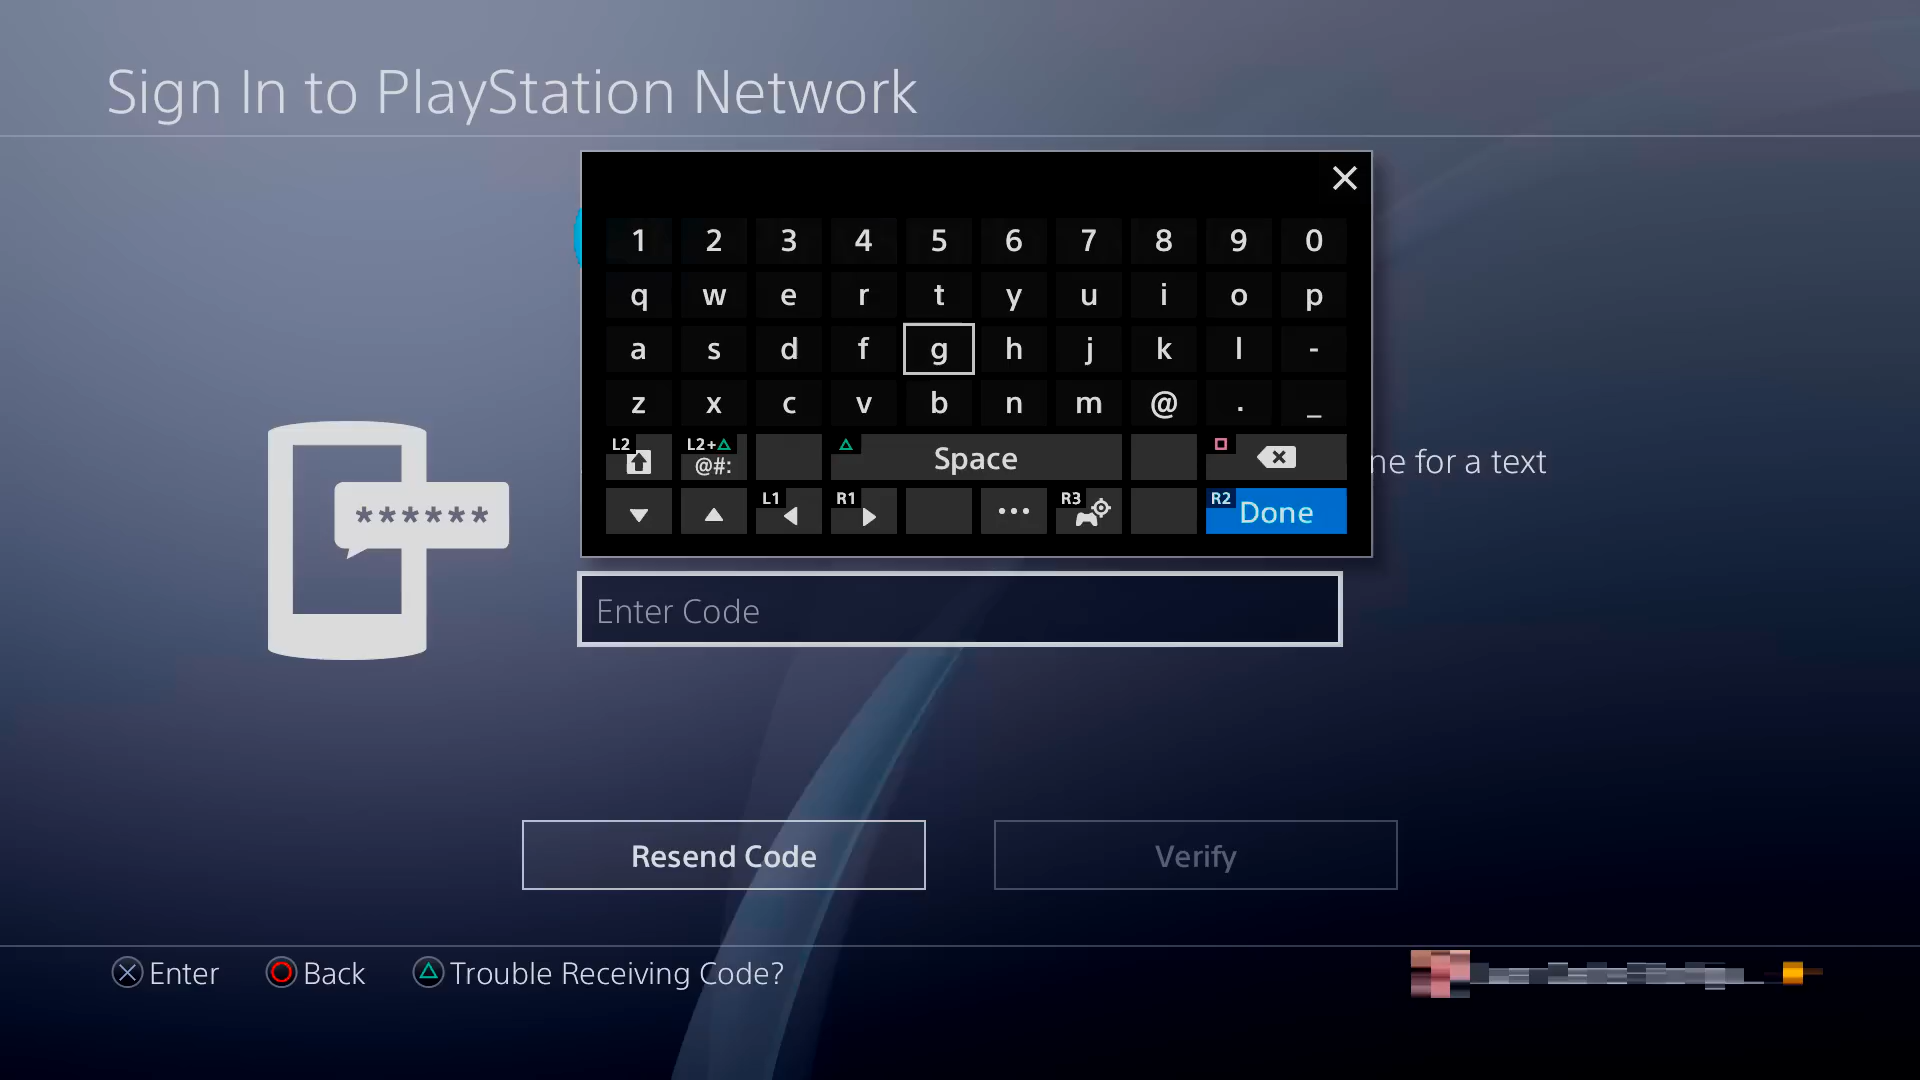 Sign In to PlayStation Network
1 2 3 4 5 6 7 8 9 0
q w e r t y u i o p
a s d f g h j k l -
z x c v b n m @ . _
L2 L2+△ @#: △ Space
L1 R1 ... R3 R2 Done
for a text
******
Enter Code
Resend Code
Verify
Enter Back Trouble Receiving Code?